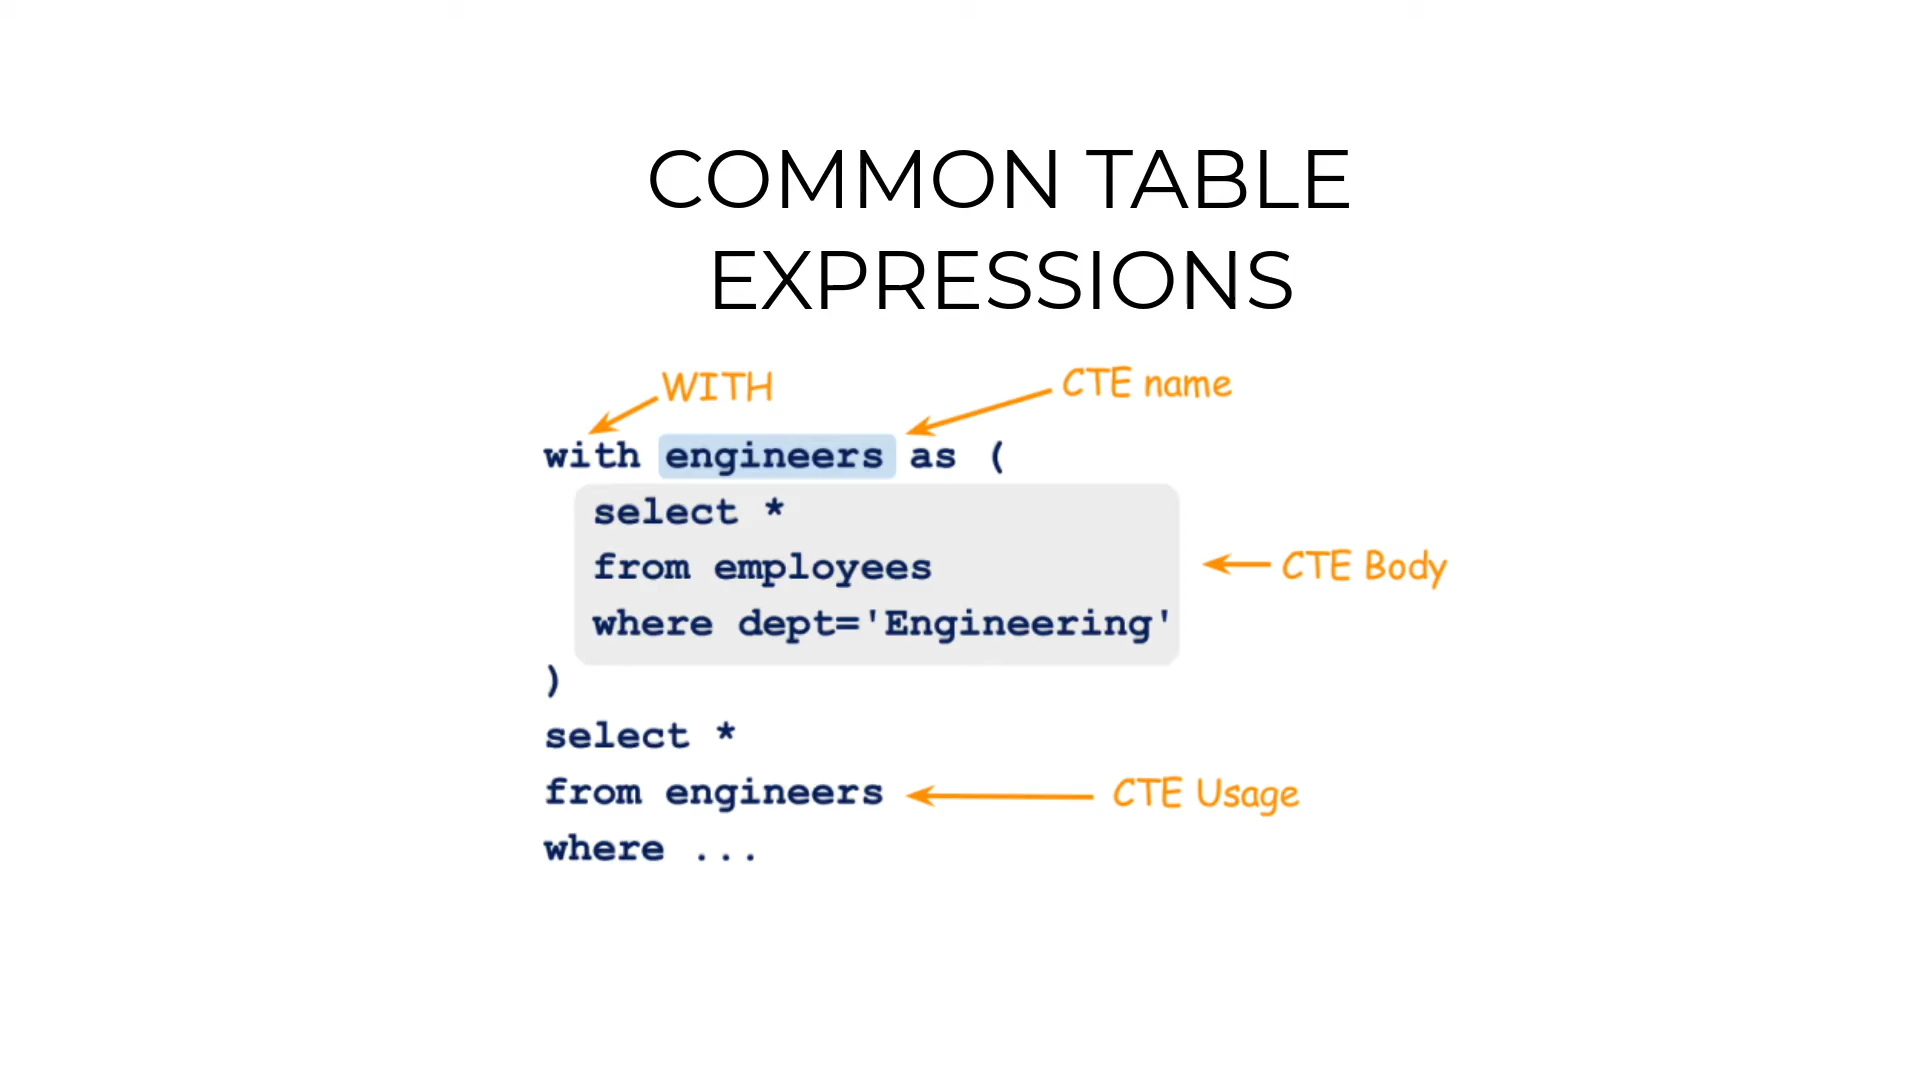 COMMON TABLE
EXPRESSIONS
WITH
CTE name
with engineers as (
select *
from employees
CTE Body
where dept='Engineering'
)
select *
from engineers
CTE Usage
where ...